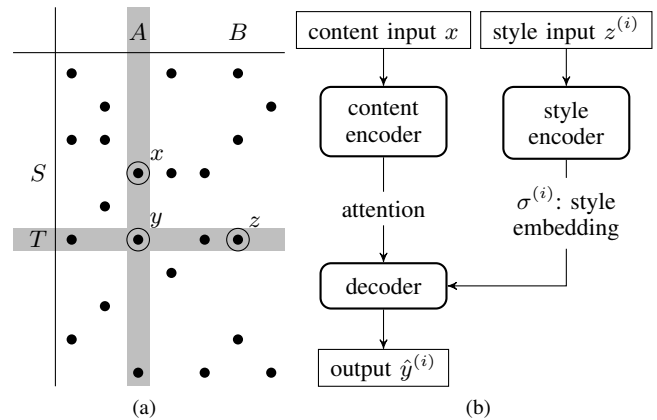 A B
x
S
y z
T
(a)
content input x style input z^(i)
content
encoder
style
encoder
attention
σ^(i): style
embedding
decoder
output ŷ^(i)
(b)